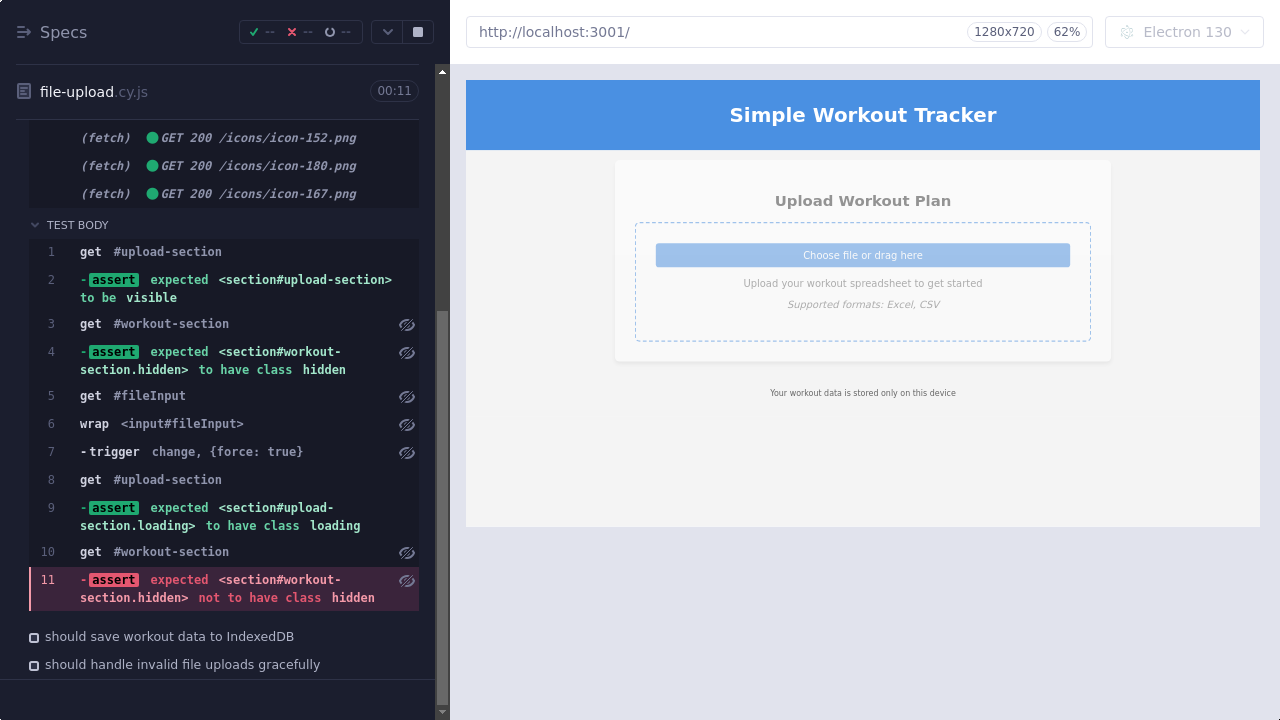 Specs
-- -- --
file-upload.cy.js
00:11
(fetch) GET 200 /icons/icon-152.png
(fetch) GET 200 /icons/icon-180.png
(fetch) GET 200 /icons/icon-167.png
TEST BODY
1 get #upload-section
2 -assert expected <section#upload-section>
to be visible
3 get #workout-section
4 -assert expected <section#workout-
section.hidden> to have class hidden
5 get #fileInput
6 wrap <input#fileInput>
7 -trigger change, {force: true}
8 get #upload-section
9 -assert expected <section#upload-
section.loading> to have class loading
10 get #workout-section
11 -assert expected <section#workout-
section.hidden> not to have class hidden
should save workout data to IndexedDB
should handle invalid file uploads gracefully
http://localhost:3001/
1280x720
62%
Electron 130
Simple Workout Tracker
Upload Workout Plan
Choose file or drag here
Upload your workout spreadsheet to get started
Supported formats: Excel, CSV
Your workout data is stored only on this device